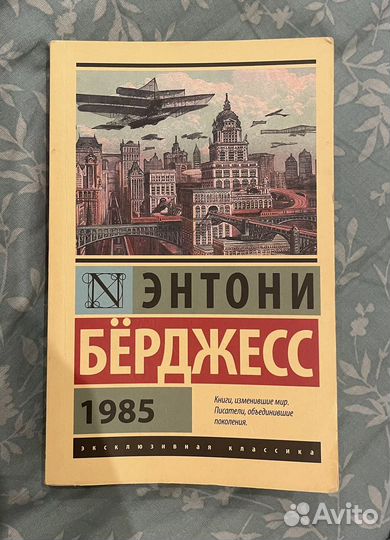 N
ЭНТОНИ
БЁРДЖЕСС
1985
Книги, изменившие мир.
Писатели, объединившие
поколения.
эксклюзивная классика
Avito